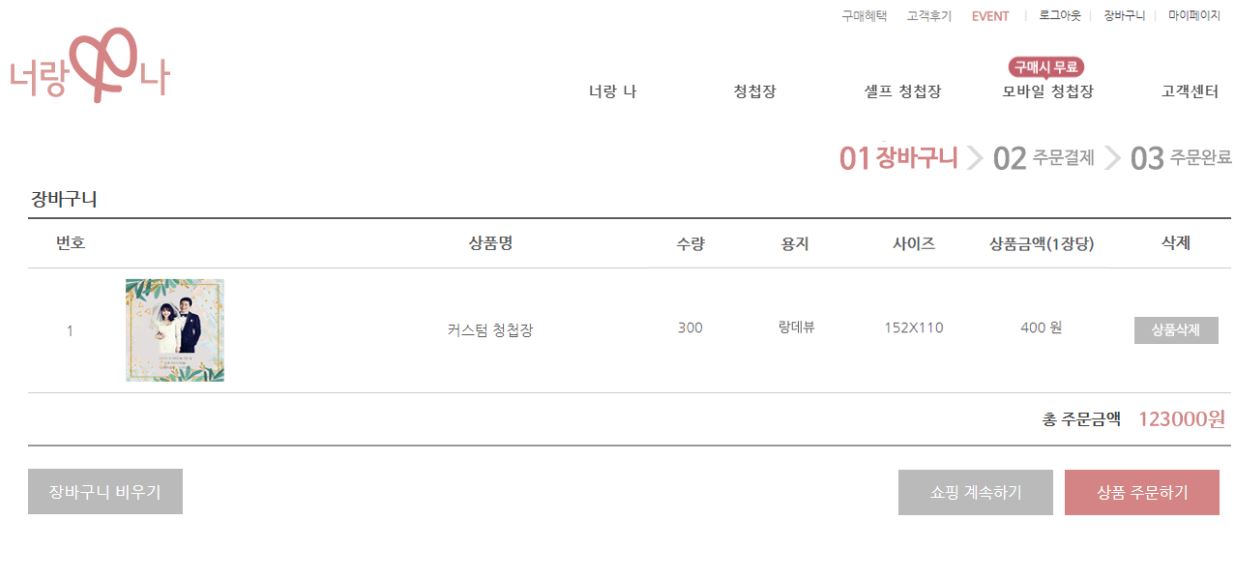 구매혜택 고객후기 EVENT 로그아웃 장바구니 마이페이지
너랑 나
구매시 무료
너랑 나 청첩장 셀프 청첩장 모바일 청첩장 고객센터
01 장바구니 02 주문결제 03 주문완료
장바구니
번호 상품명 수량 용지 사이즈 상품금액(1장당) 삭제
1 커스텀 청첩장 300 랑데뷰 152X110 400 원 상품삭제
총 주문금액 123000원
장바구니 비우기 쇼핑 계속하기 상품 주문하기